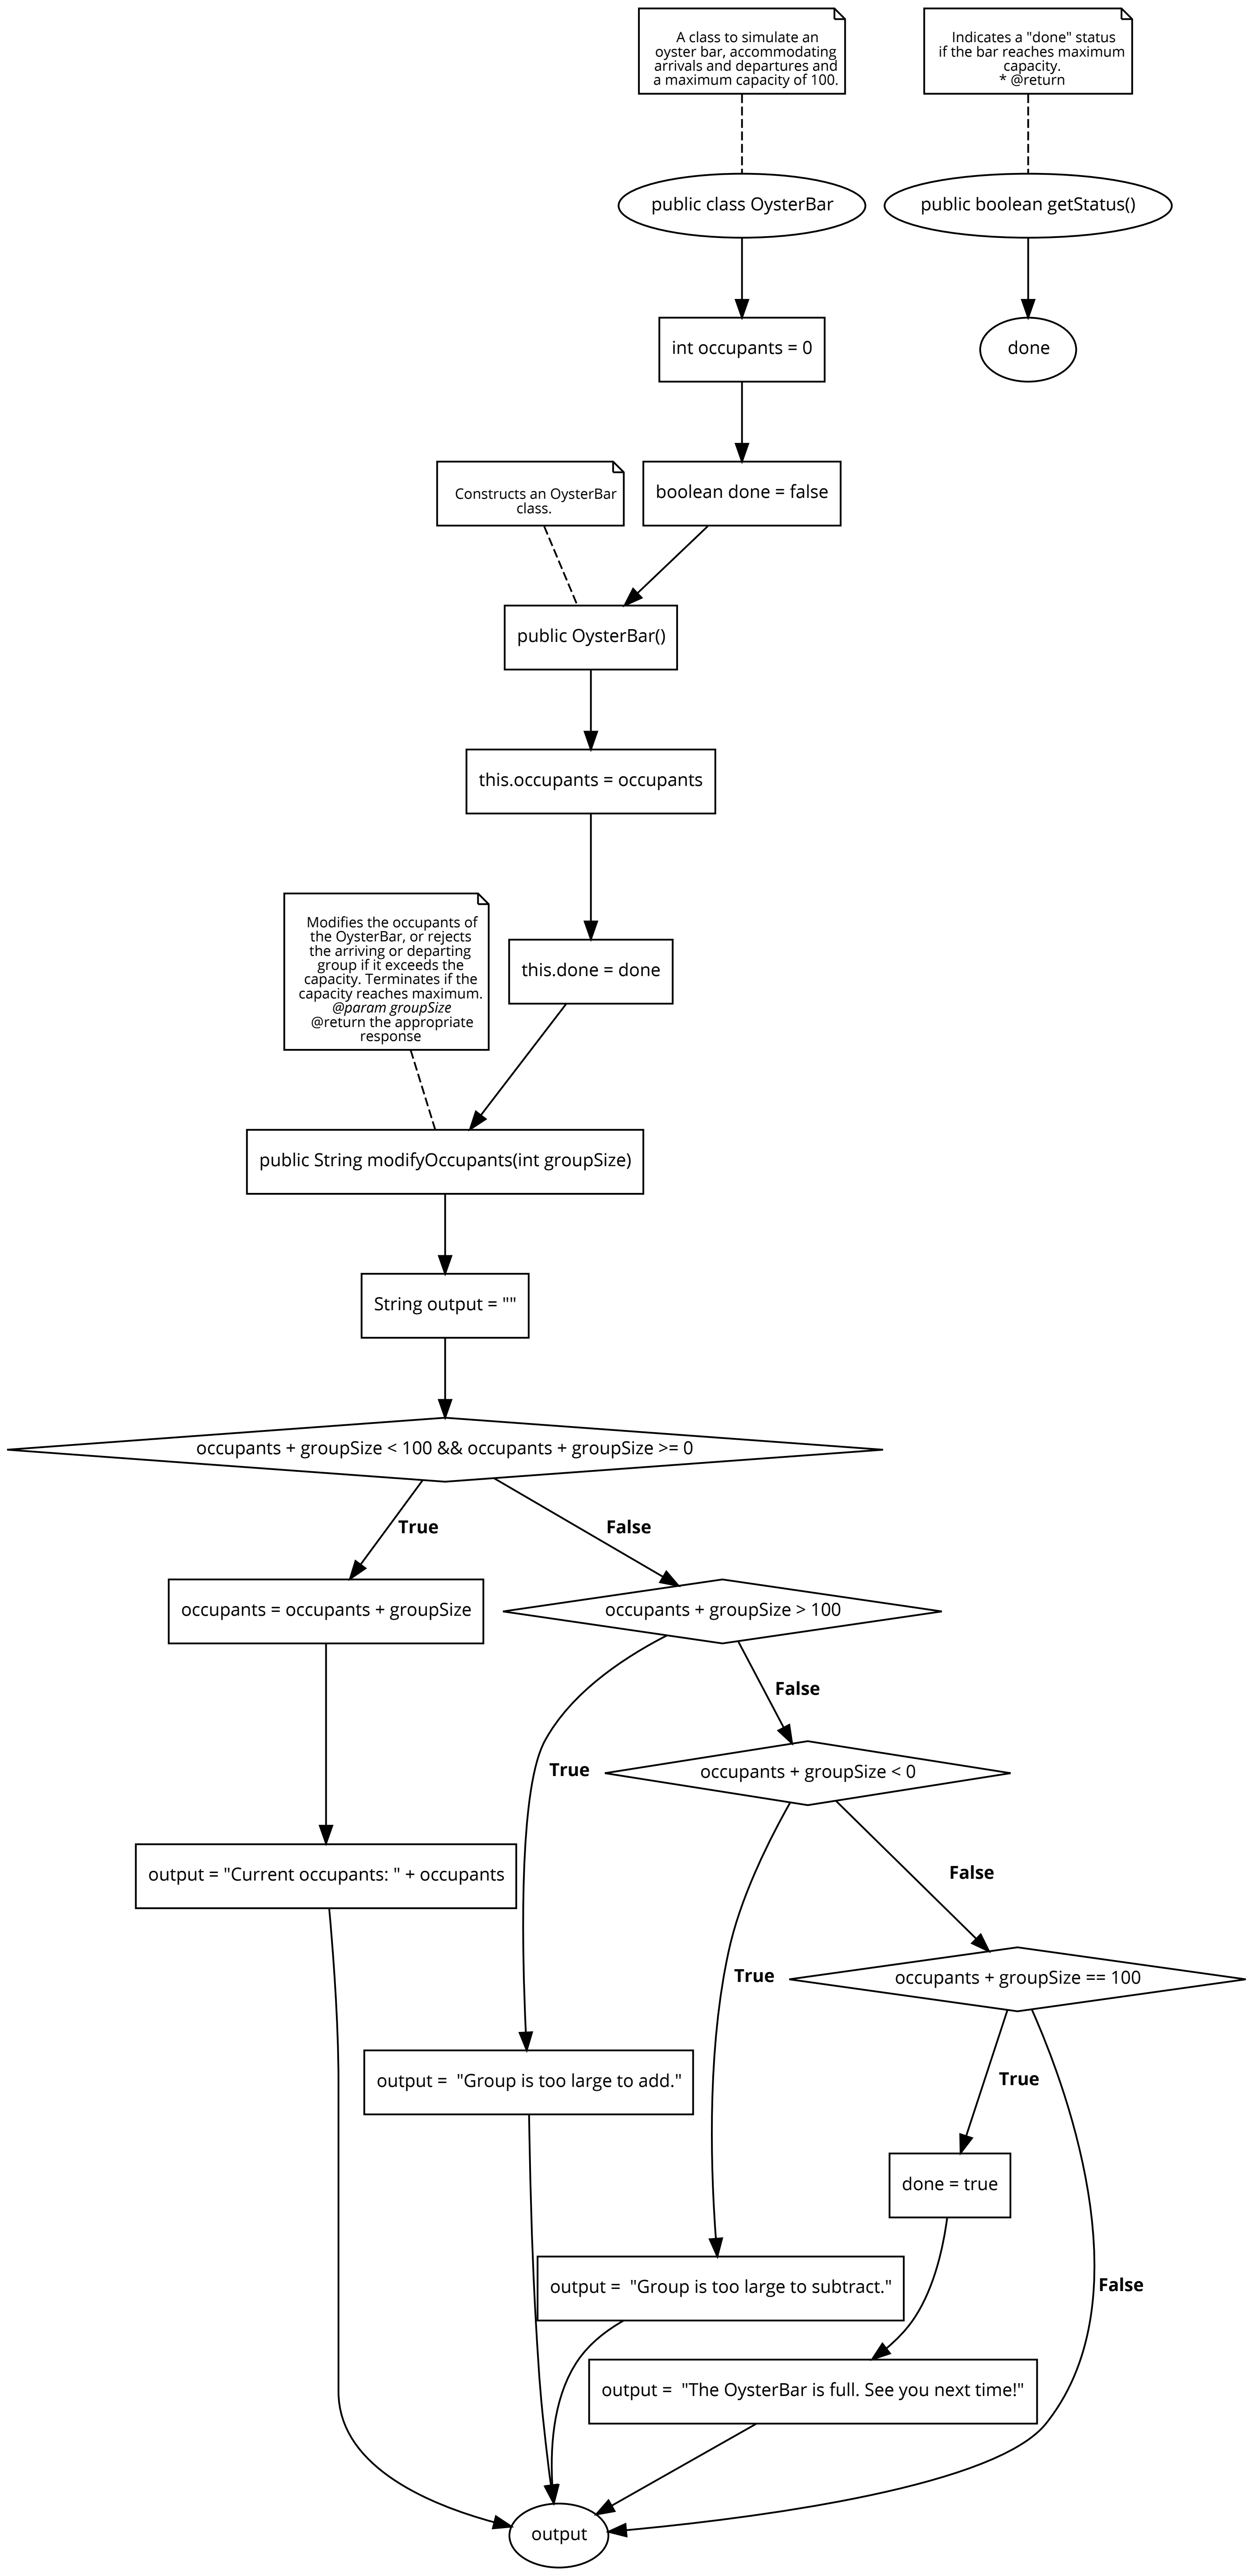 A class to simulate an
oyster bar, accommodating
arrivals and departures and
a maximum capacity of 100.
Indicates a "done" status
if the bar reaches maximum
capacity.
* @return
public class OysterBar
public boolean getStatus()
int occupants = 0
done
Constructs an OysterBar
class.
boolean done = false
public OysterBar()
this.occupants = occupants
Modifies the occupants of
the OysterBar, or rejects
the arriving or departing
group if it exceeds the
capacity. Terminates if the
capacity reaches maximum.
@param groupSize
@return the appropriate
response
this.done = done
public String modifyOccupants(int groupSize)
String output = ""
occupants + groupSize < 100 && occupants + groupSize >= 0
True
False
occupants = occupants + groupSize
occupants + groupSize > 100
False
True
occupants + groupSize < 0
output = "Current occupants: " + occupants
False
True
occupants + groupSize == 100
output =  "Group is too large to add."
True
done = true
output =  "Group is too large to subtract."
False
output =  "The OysterBar is full. See you next time!"
output